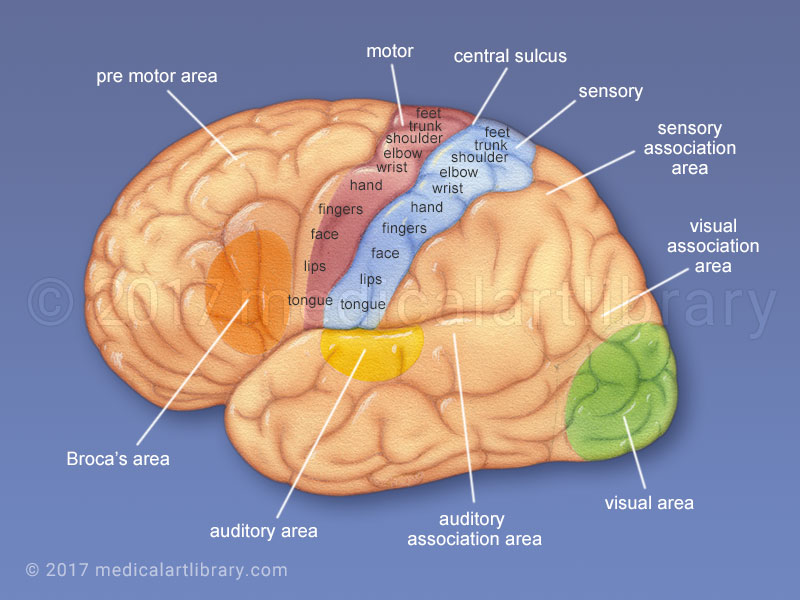 motor
central sulcus
pre motor area
sensory
feet
trunk
shoulder
elbow
wrist
hand
fingers
face
lips
tongue
feet
trunk
shoulder
elbow
wrist
hand
fingers
face
lips
tongue
sensory
association
area
visual
association
area
© 2017 medicalartlibrary
Broca's area
auditory area
auditory
association area
visual area
© 2017 medicalartlibrary.com